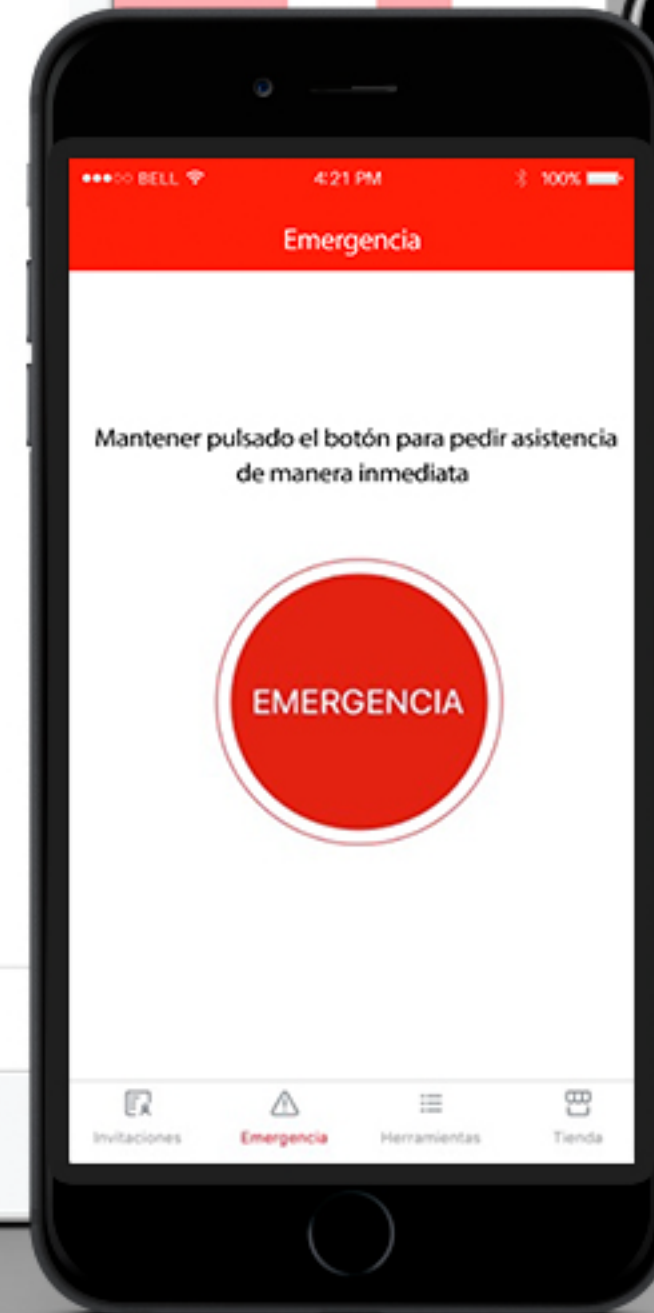 BELL 4:21 PM 100%
Emergencia
Mantener pulsado el botón para pedir asistencia
de manera inmediata
EMERGENCIA
Invitaciones Emergencia Herramientas Tienda